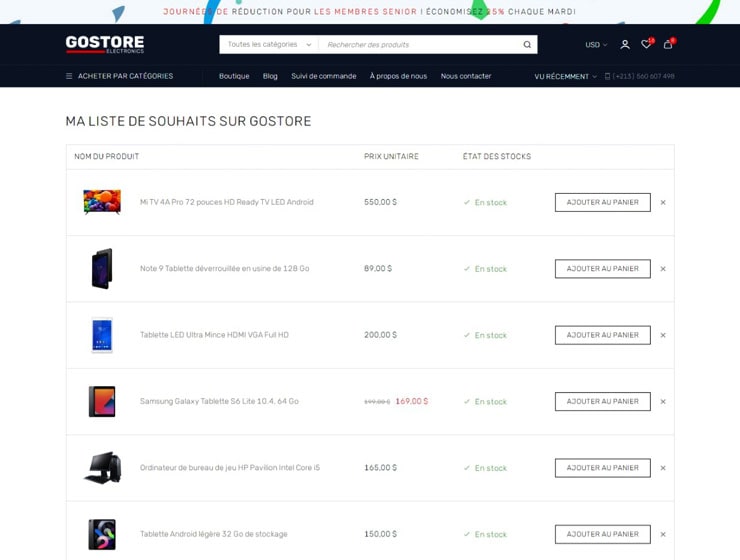 JOURNÉE DE RÉDUCTION POUR LES MEMBRES SENIOR ! ÉCONOMISEZ 25% CHAQUE MARDI
GOSTORE
ELECTRONICS
Toutes les catégories
Rechercher des produits
USD
ACHETER PAR CATÉGORIES
Boutique Blog Suivi de commande À propos de nous Nous contacter
VU RÉCEMMENT
(+213) 560 607 498
MA LISTE DE SOUHAITS SUR GOSTORE
NOM DU PRODUIT PRIX UNITAIRE ÉTAT DES STOCKS
Mi TV 4A Pro 72 pouces HD Ready TV LED Android 550,00 $ En stock AJOUTER AU PANIER
Note 9 Tablette déverrouillée en usine de 128 Go 89,00 $ En stock AJOUTER AU PANIER
Tablette LED Ultra Mince HDMI VGA Full HD 200,00 $ En stock AJOUTER AU PANIER
Samsung Galaxy Tablette S6 Lite 10.4, 64 Go 199,00 $ 169,00 $ En stock AJOUTER AU PANIER
Ordinateur de bureau de jeu HP Pavilion Intel Core i5 165,00 $ En stock AJOUTER AU PANIER
Tablette Android légère 32 Go de stockage 150,00 $ En stock AJOUTER AU PANIER